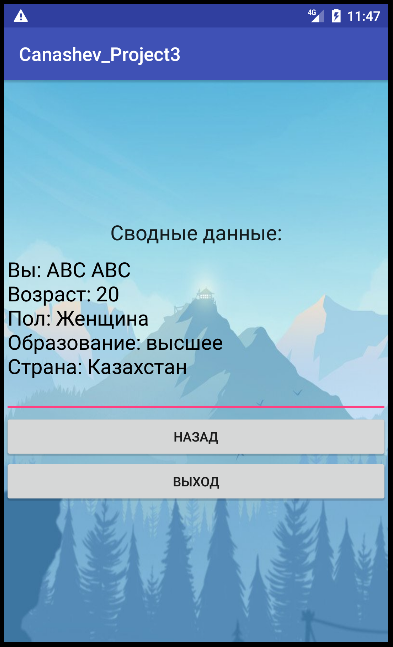 4G 11:47
Canashev_Project3
Сводные данные:
Вы: ABC ABC
Возраст: 20
Пол: Женщина
Образование: высшее
Страна: Казахстан
НАЗАД
ВЫХОД